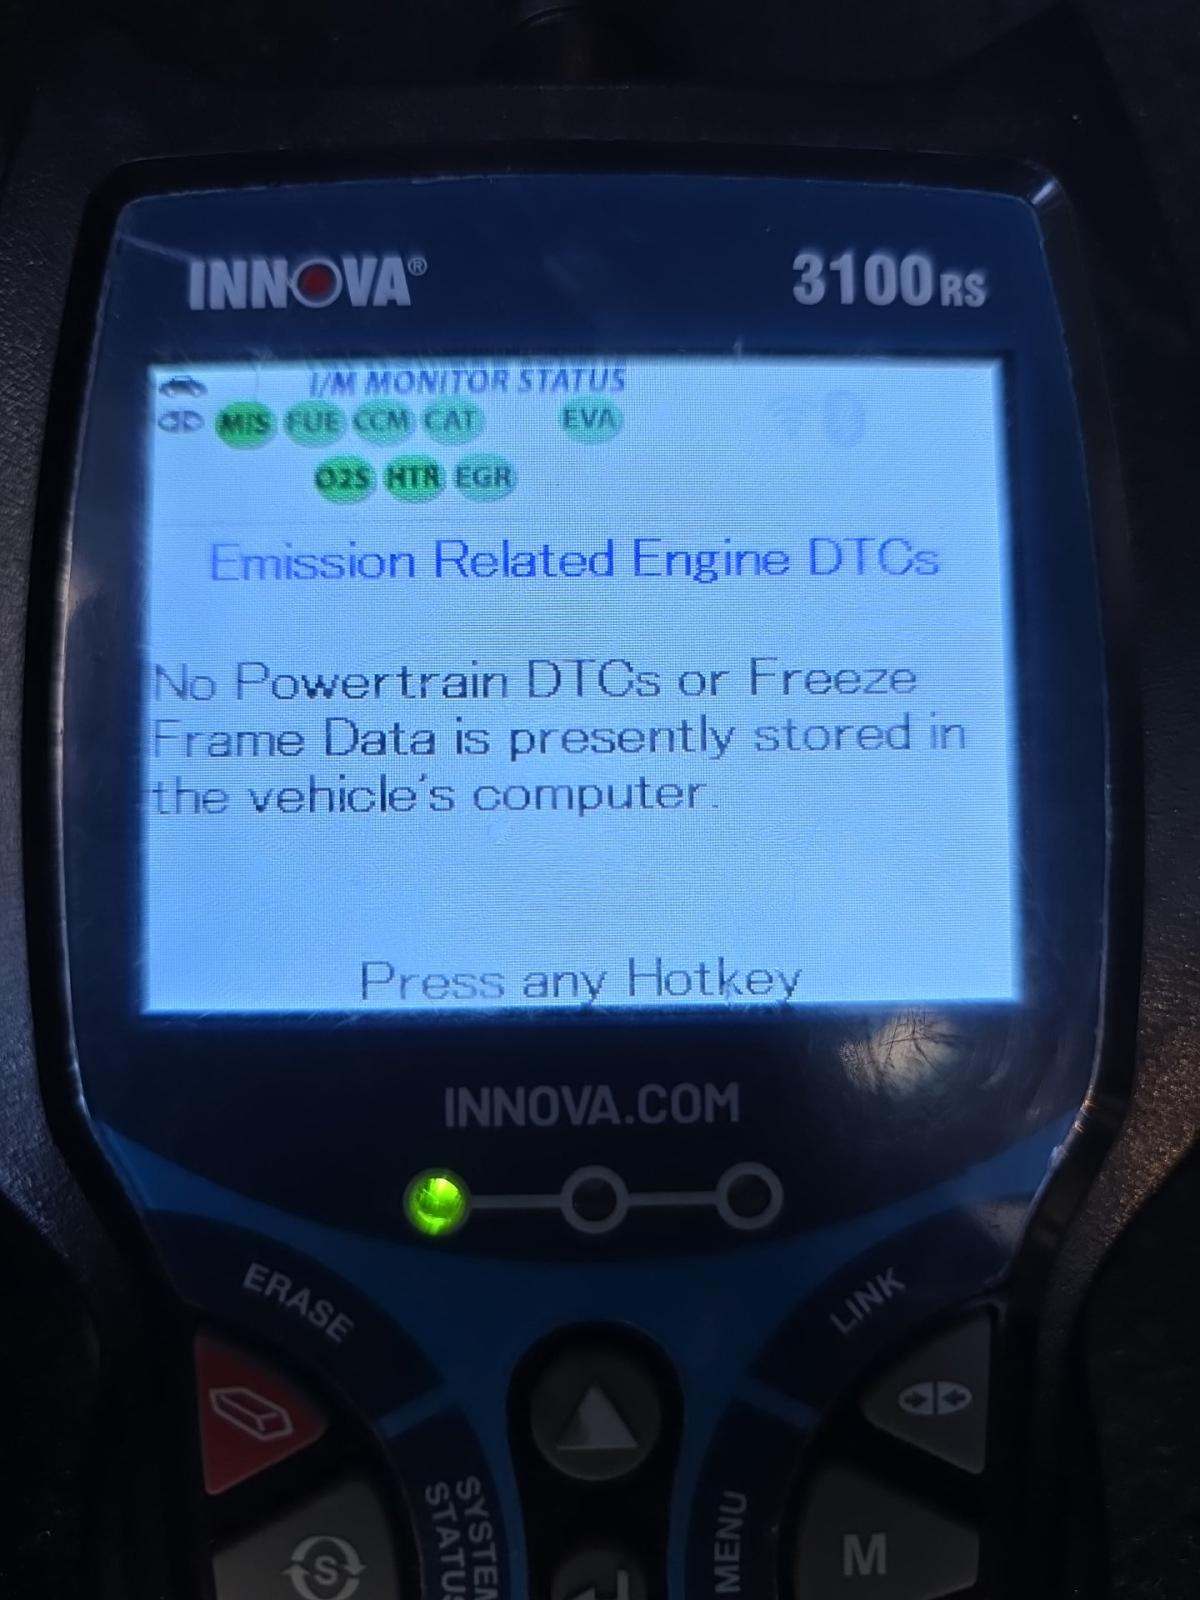 INNOVA® 3100RS
I/M MONITOR STATUS
MIS FUE CCM CAT EVA
O2S HTR EGR
Emission Related Engine DTCs
No Powertrain DTCs or Freeze
Frame Data is presently stored in
the vehicle's computer.
Press any Hotkey
INNOVA.COM
ERASE
LINK
SYSTEM
STATUS
MENU
S
M